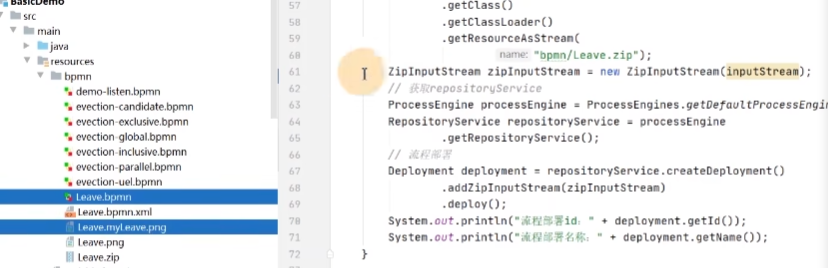 BasicDemo
src
main
java
resources
bpmn
demo-listen.bpmn
evection-candidate.bpmn
evection-exclusive.bpmn
evection-global.bpmn
evection-inclusive.bpmn
evection-parallel.bpmn
evection-uel.bpmn
Leave.bpmn
Leave.bpmn.xml
Leave.myLeave.png
Leave.png
Leave.zip
57 .getClass()
58 .getClassLoader()
59 .getResourceAsStream(
60 name: "bpmn/Leave.zip");
61 ZipInputStream zipInputStream = new ZipInputStream(inputStream);
62 // 获取repositoryService
63 ProcessEngine processEngine = ProcessEngines.getDefaultProcessEngin
64 RepositoryService repositoryService = processEngine
65 .getRepositoryService();
66 // 流程部署
67 Deployment deployment = repositoryService.createDeployment()
68 .addZipInputStream(zipInputStream)
69 .deploy();
70 System.out.println("流程部署id：" + deployment.getId());
71 System.out.println("流程部署名称：" + deployment.getName());
72 }